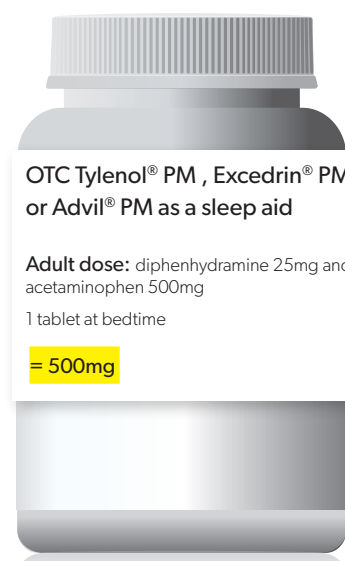 OTC Tylenol® PM , Excedrin® PM
or Advil® PM as a sleep aid
Adult dose: diphenhydramine 25mg and
acetaminophen 500mg
1 tablet at bedtime
= 500mg